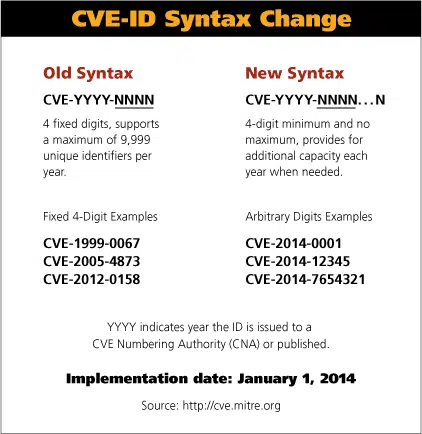 CVE-ID Syntax Change
Old Syntax
CVE-YYYY-NNNN
4 fixed digits, supports
a maximum of 9,999
unique identifiers per
year.
Fixed 4-Digit Examples
CVE-1999-0067
CVE-2005-4873
CVE-2012-0158
New Syntax
CVE-YYYY-NNNN...N
4-digit minimum and no
maximum, provides for
additional capacity each
year when needed.
Arbitrary Digits Examples
CVE-2014-0001
CVE-2014-12345
CVE-2014-7654321
YYYY indicates year the ID is issued to a
CVE Numbering Authority (CNA) or published.
Implementation date: January 1, 2014
Source: http://cve.mitre.org